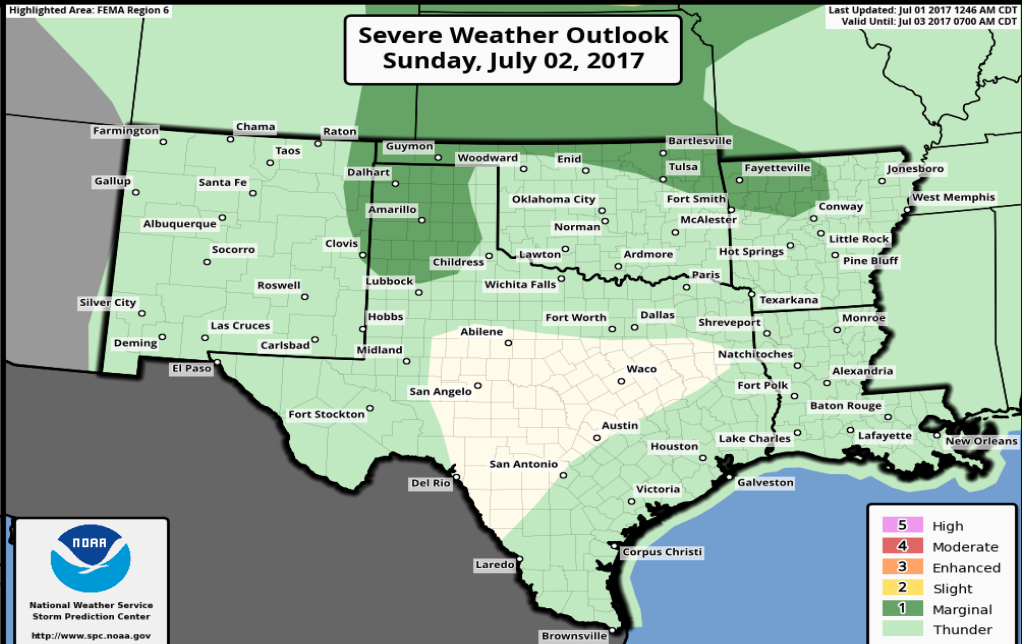 Highlighted Area: FEMA Region 6
Last Updated: Jul 01 2017 1246 AM CDT
Valid Until: Jul 03 2017 0700 AM CDT
Severe Weather Outlook
Sunday, July 02, 2017
Farmington
Chama
Raton
Taos
Guymon
Woodward
Enid
Bartlesville
Tulsa
Fayetteville
Jonesboro
Gallup
Santa Fe
Dalhart
Amarillo
Oklahoma City
Fort Smith
Conway
West Memphis
Albuquerque
Norman
McAlester
Socorro
Clovis
Childress
Lawton
Ardmore
Hot Springs
Little Rock
Pine Bluff
Roswell
Lubbock
Wichita Falls
Paris
Texarkana
Silver City
Las Cruces
Hobbs
Abilene
Fort Worth
Dallas
Shreveport
Monroe
Deming
Carlsbad
Midland
El Paso
Waco
Natchitoches
Alexandria
San Angelo
Fort Polk
Fort Stockton
Austin
Baton Rouge
Houston
Lake Charles
Lafayette
New Orleans
San Antonio
Del Rio
Victoria
Galveston
Laredo
Corpus Christi
Brownsville
NOAA
National Weather Service
Storm Prediction Center
http://www.spc.noaa.gov
5 High
4 Moderate
3 Enhanced
2 Slight
1 Marginal
Thunder